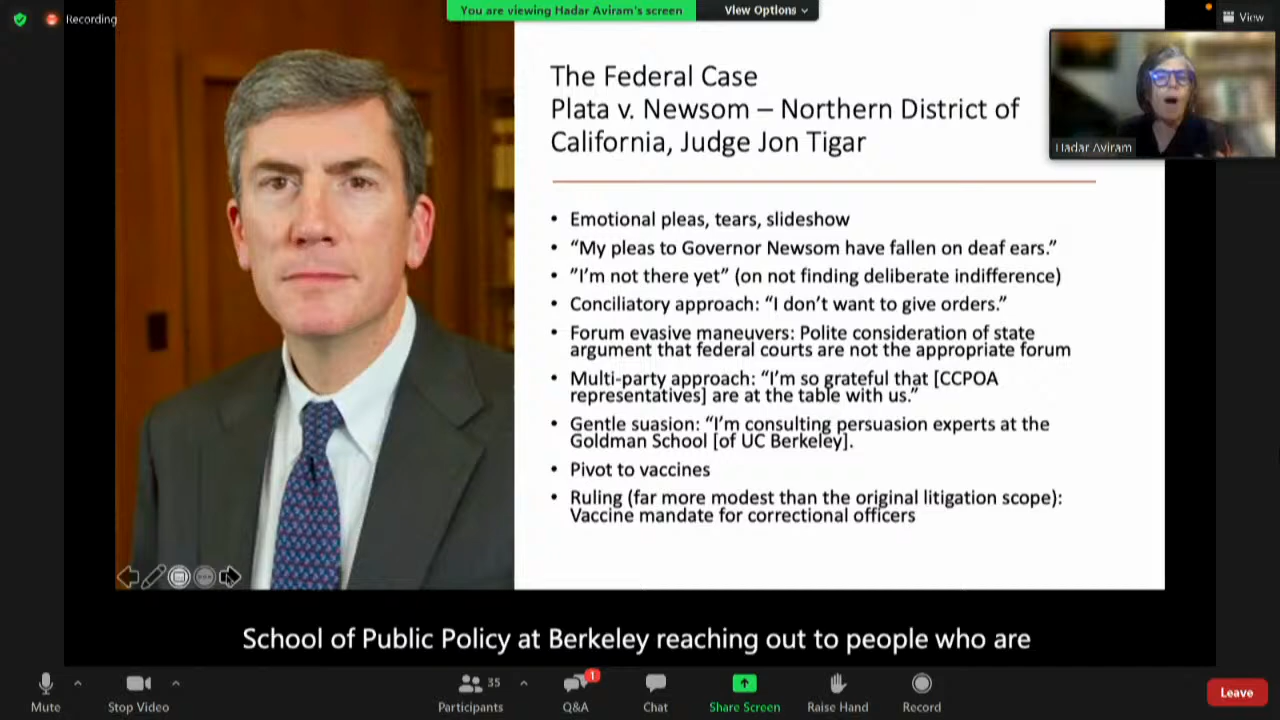 Recording
You are viewing Hadar Aviram's screen
View Options
View
Hadar Aviram
The Federal Case
Plata v. Newsom – Northern District of
California, Judge Jon Tigar
• Emotional pleas, tears, slideshow
• “My pleas to Governor Newsom have fallen on deaf ears.”
• ”I’m not there yet” (on not finding deliberate indifference)
• Conciliatory approach: “I don’t want to give orders.”
• Forum evasive maneuvers: Polite consideration of state
argument that federal courts are not the appropriate forum
• Multi-party approach: “I’m so grateful that [CCPOA
representatives] are at the table with us.”
• Gentle suasion: “I’m consulting persuasion experts at the
Goldman School [of UC Berkeley].
• Pivot to vaccines
• Ruling (far more modest than the original litigation scope):
Vaccine mandate for correctional officers
School of Public Policy at Berkeley reaching out to people who are
Mute
Stop Video
35
Participants
1
Q&A
Chat
Share Screen
Raise Hand
Record
Leave